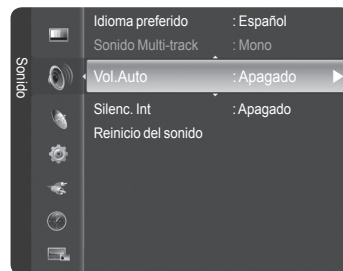 Sonido
Idioma preferido : Español
Sonido Multi-track : Mono
Vol.Auto : Apagado
Silenc. Int : Apagado
Reinicio del sonido